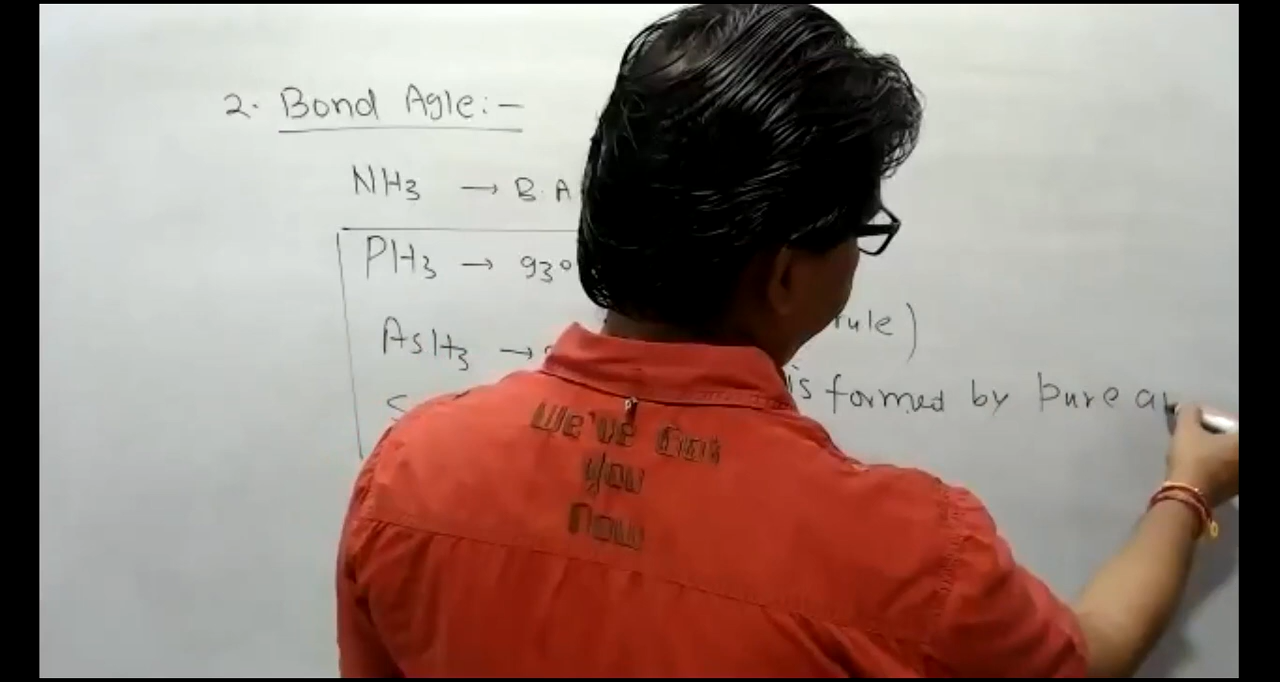 2. Bond Agle:-
NH3 → B.A
PH3 → 93°
rule)
AsH3 →
is formed by pure
We've Got
You
Now